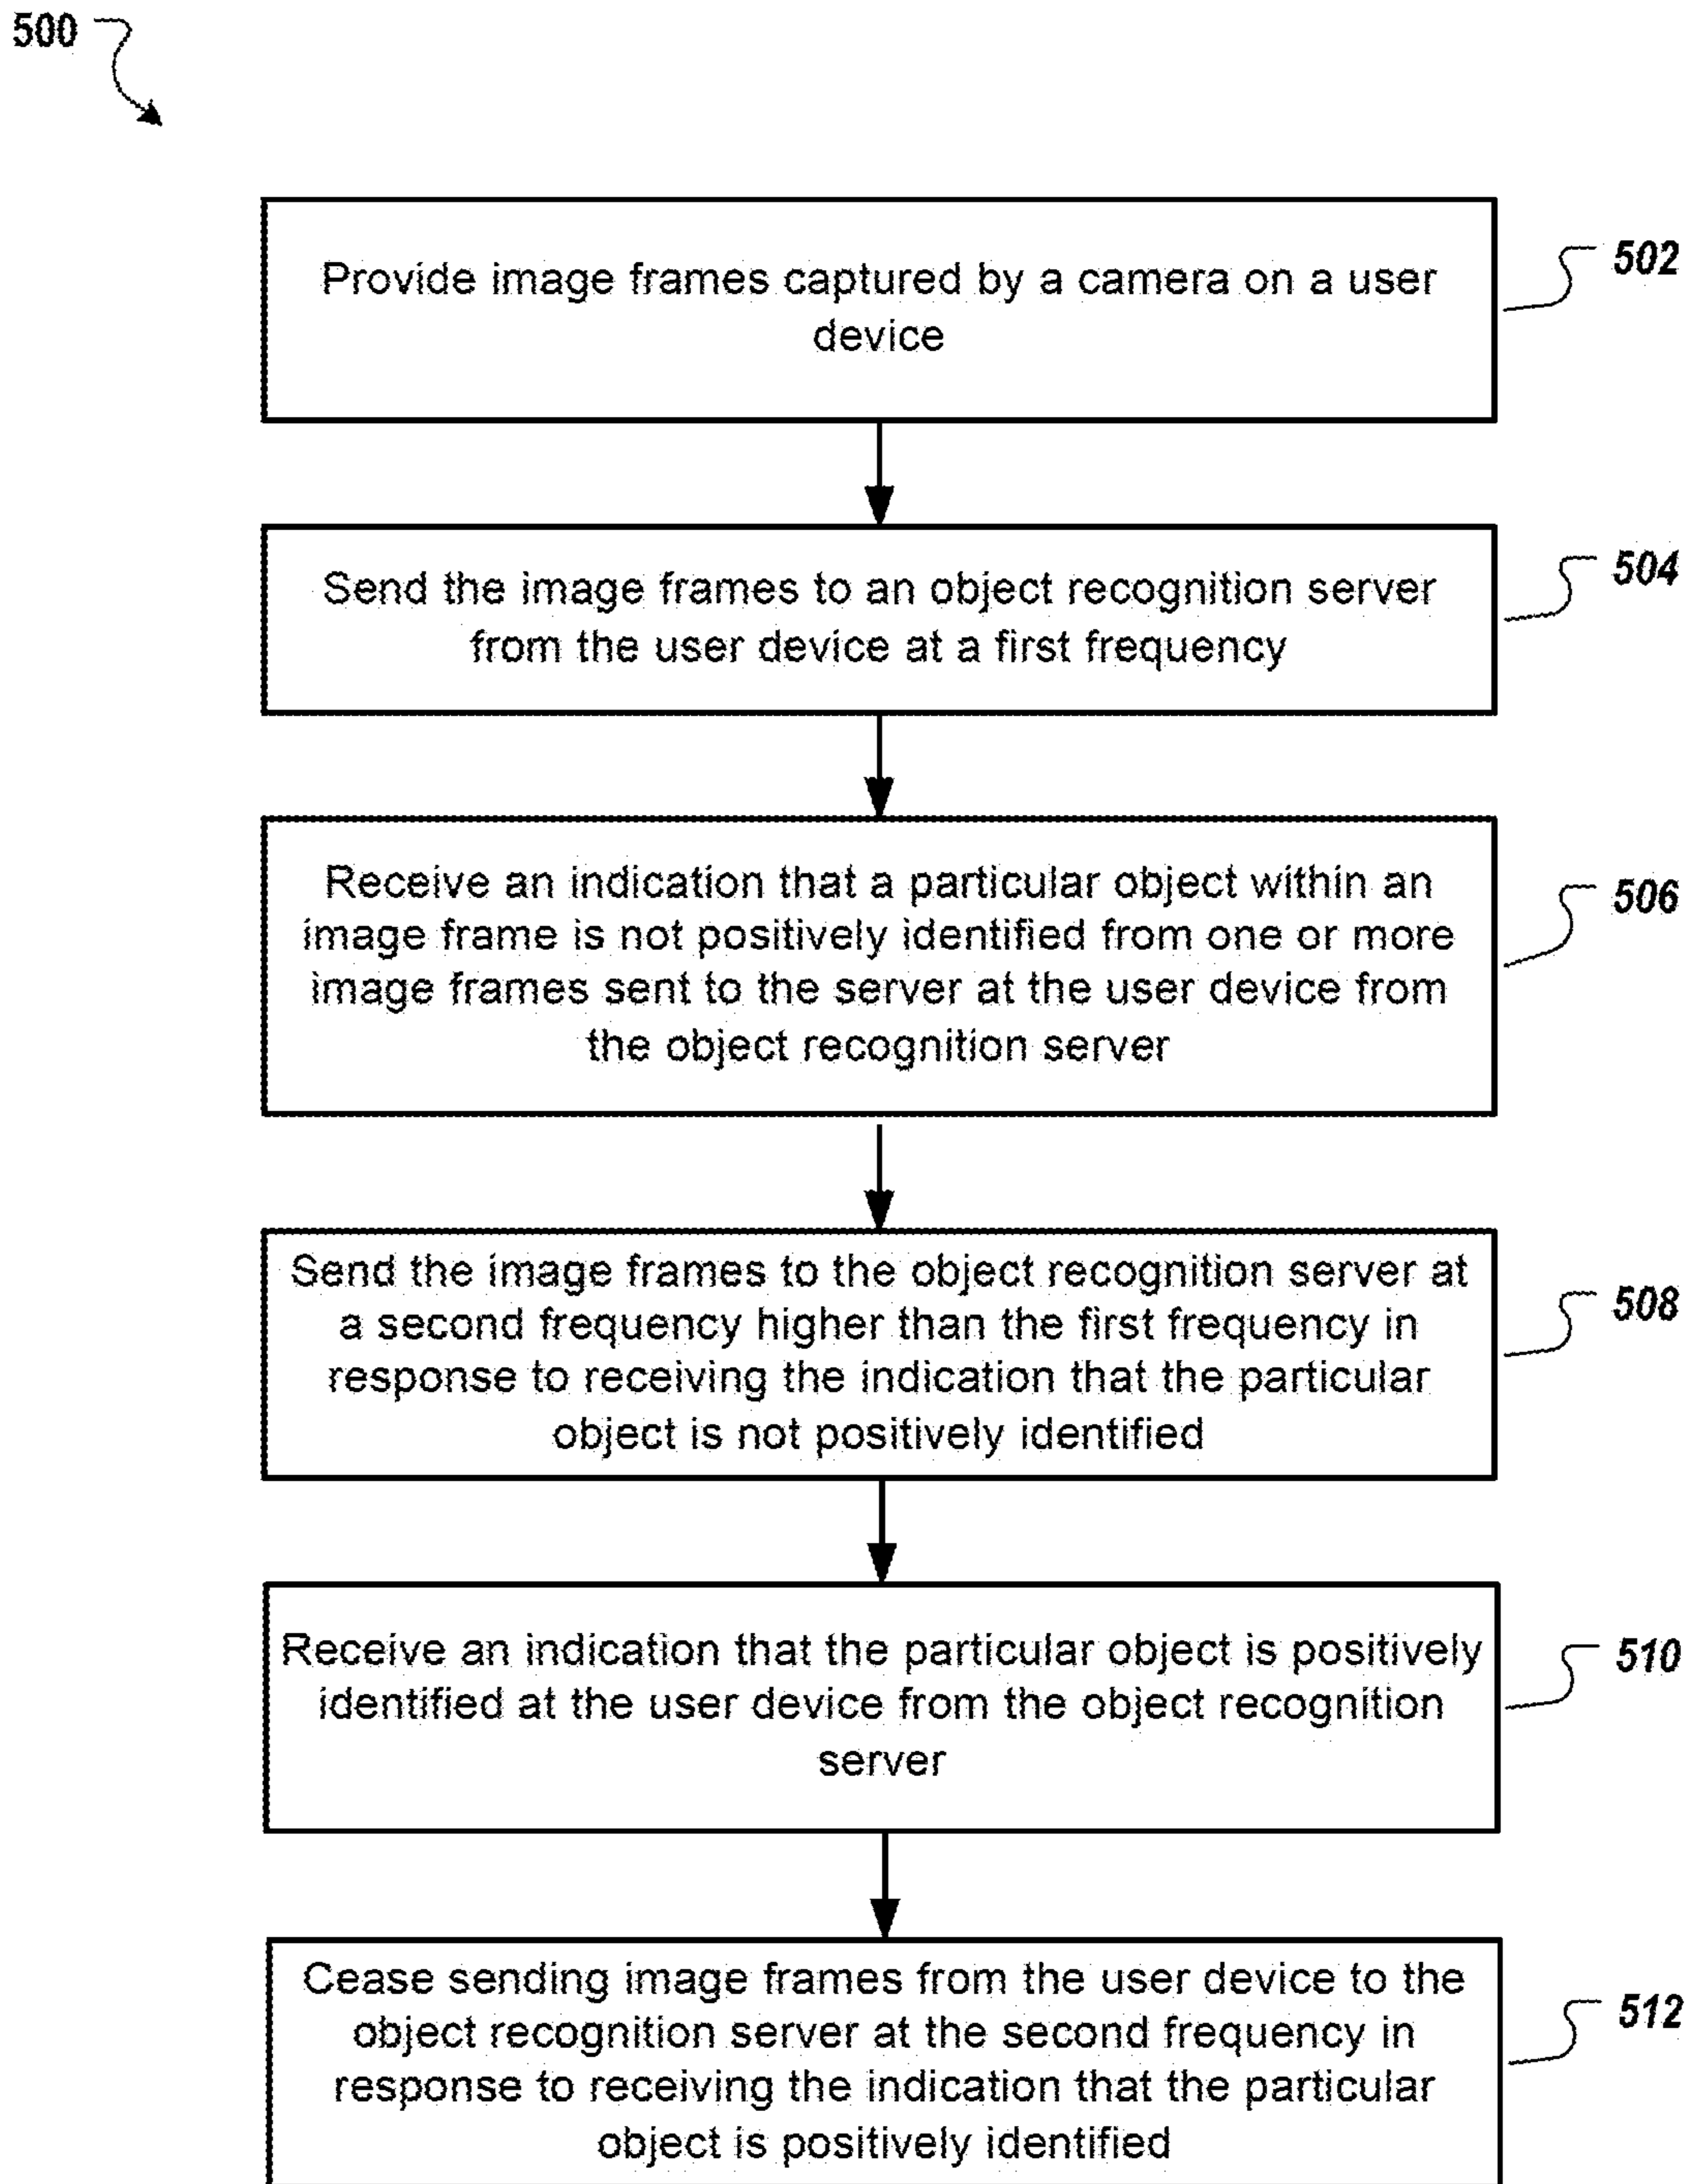 500
Provide image frames captured by a camera on a user
device
502
Send the image frames to an object recognition server
from the user device at a first frequency
504
Receive an indication that a particular object within an
image frame is not positively identified from one or more
image frames sent to the server at the user device from
the object recognition server
506
Send the image frames to the object recognition server at
a second frequency higher than the first frequency in
response to receiving the indication that the particular
object is not positively identified
508
Receive an indication that the particular object is positively
identified at the user device from the object recognition
server
510
Cease sending image frames from the user device to the
object recognition server at the second frequency in
response to receiving the indication that the particular
object is positively identified
512